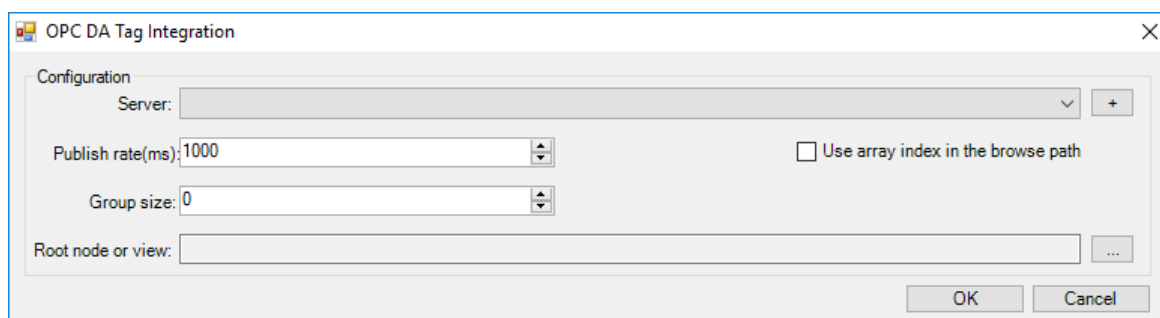 OPC DA Tag Integration
Configuration
Server: +
Publish rate(ms): 1000 Use array index in the browse path
Group size: 0
Root node or view: ...
OK Cancel